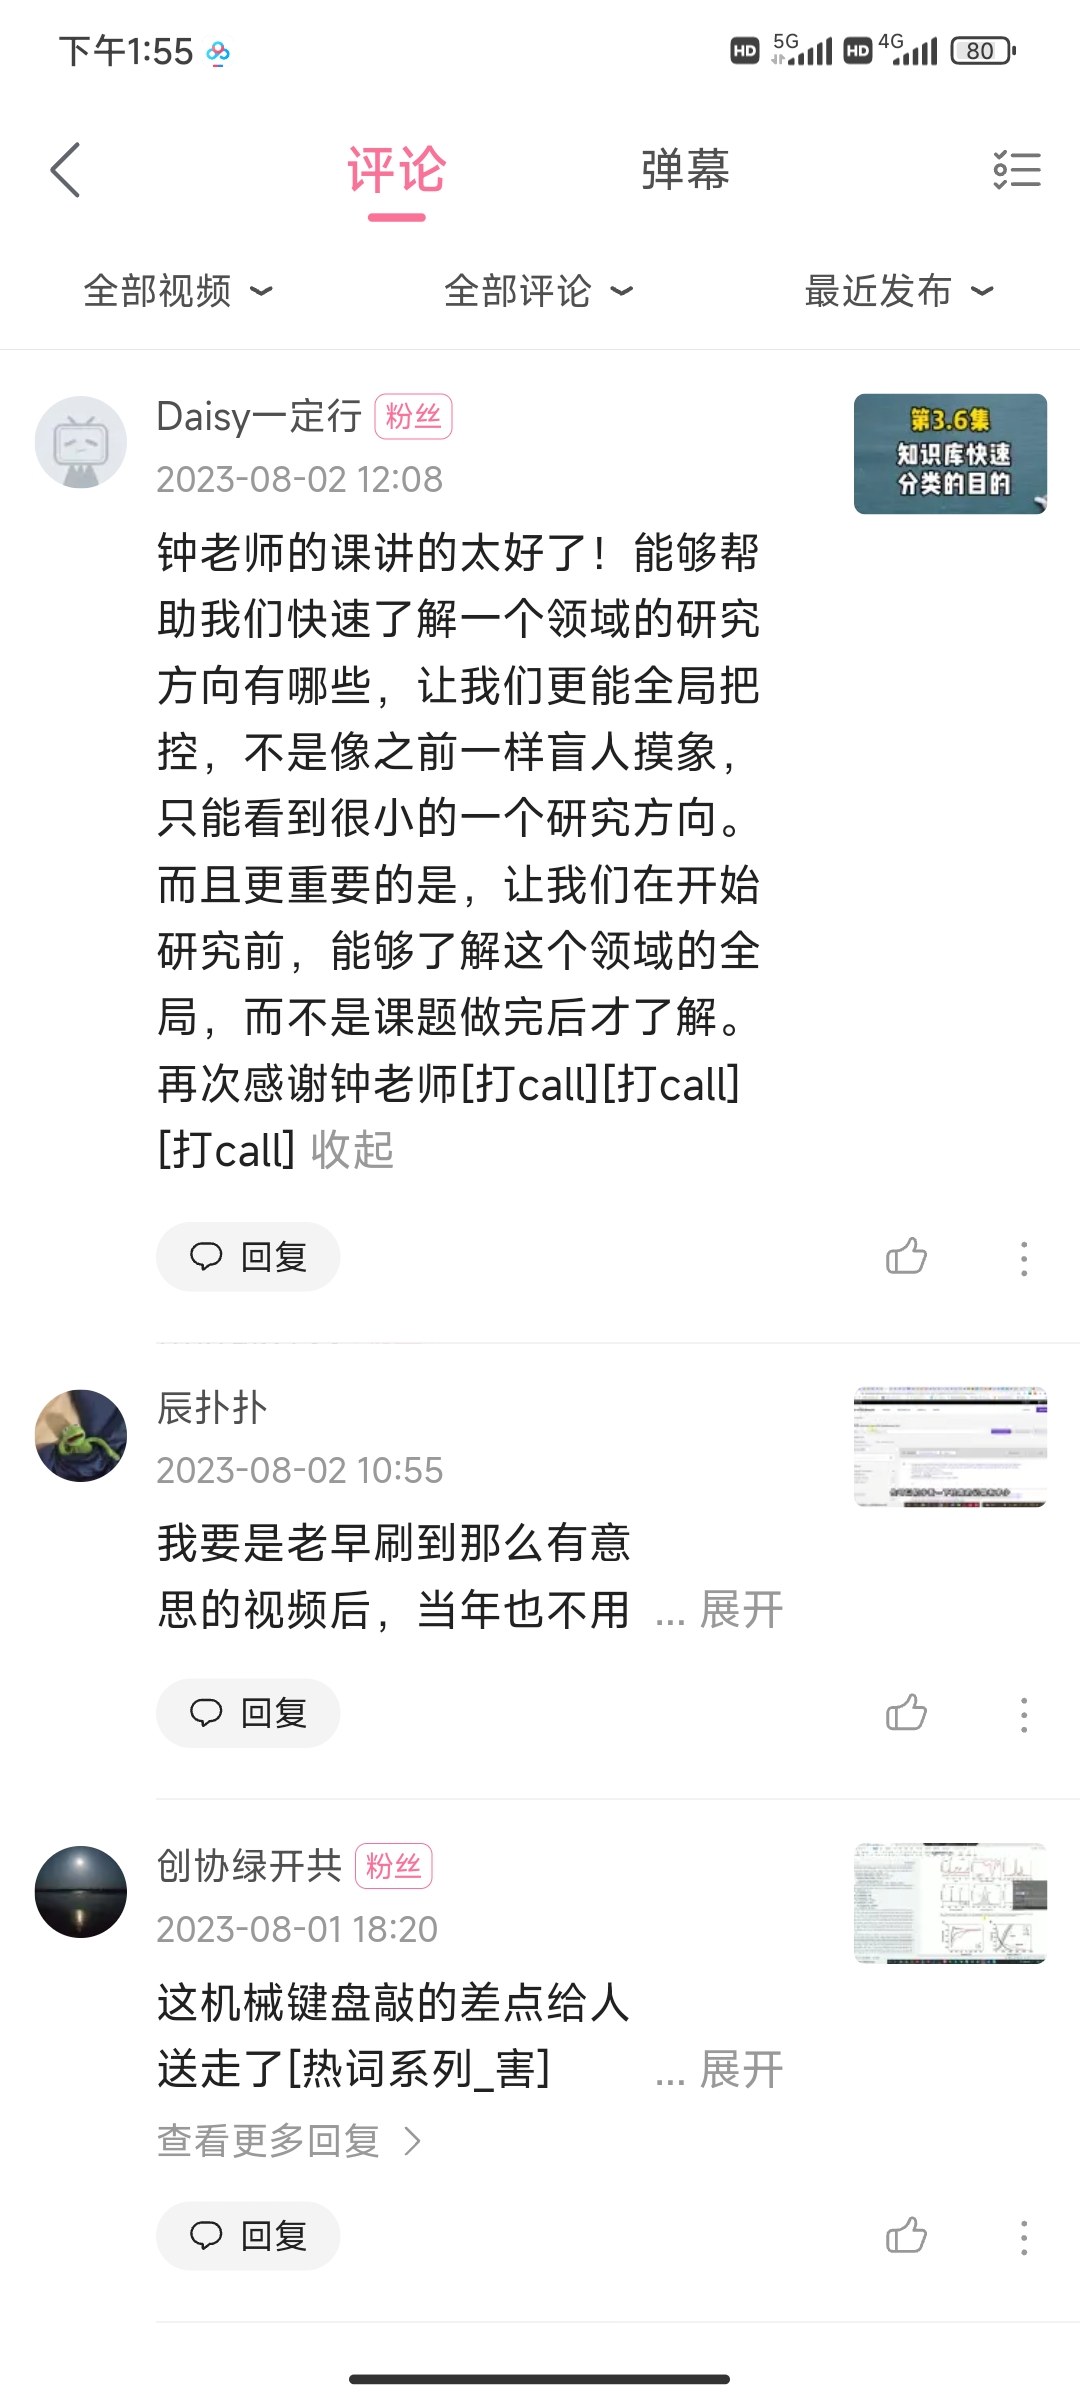 下午1:55
HD 5G HD 4G 80
评论 弹幕
全部视频 全部评论 最近发布
Daisy一定行 粉丝
2023-08-02 12:08
第3.6集
知识库快速
分类的目的
钟老师的课讲的太好了！能够帮
助我们快速了解一个领域的研究
方向有哪些，让我们更能全局把
控，不是像之前一样盲人摸象，
只能看到很小的一个研究方向。
而且更重要的是，让我们在开始
研究前，能够了解这个领域的全
局，而不是课题做完后才了解。
再次感谢钟老师[打call][打call]
[打call] 收起
回复
辰扑扑
2023-08-02 10:55
我要是老早刷到那么有意
思的视频后，当年也不用 ... 展开
回复
创协绿开共 粉丝
2023-08-01 18:20
这机械键盘敲的差点给人
送走了[热词系列_害] ... 展开
查看更多回复
回复